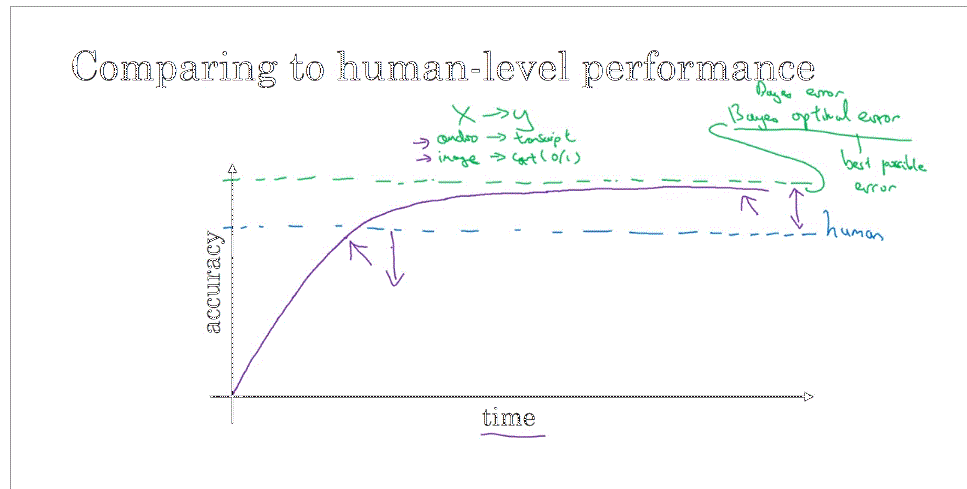 Comparing to human-level performance
Bayes error
Bayes optimal error
x → y
→ audio → transcript
→ image → cat (0/1)
best possible
error
human
accuracy
time